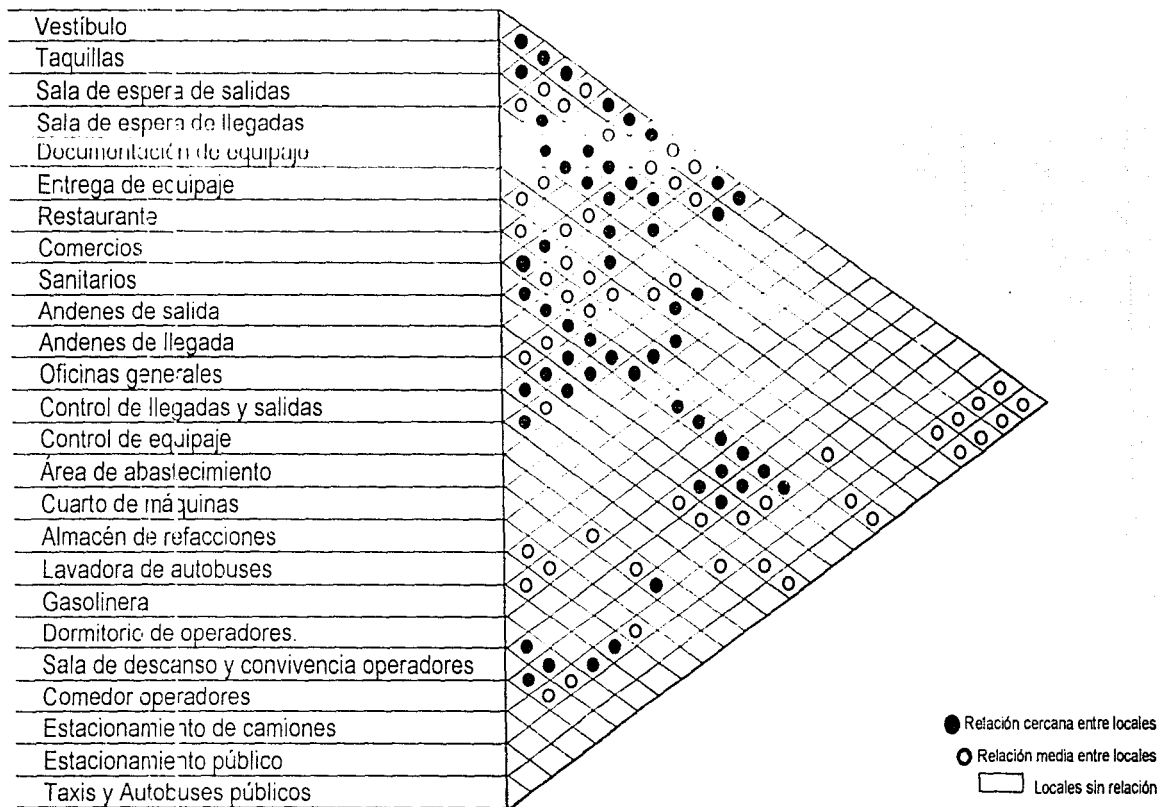 Vestíbulo
Taquillas
Sala de espera de salidas
Sala de espera de llegadas
Documentación de equipaje
Entrega de equipaje
Restaurante
Comercios
Sanitarios
Andenes de salida
Andenes de llegada
Oficinas generales
Control de llegadas y salidas
Control de equipaje
Área de abastecimiento
Cuarto de máquinas
Almacén de refacciones
Lavadora de autobuses
Gasolinera
Dormitorio de operadores.
Sala de descanso y convivencia operadores
Comedor operadores
Estacionamiento de camiones
Estacionamiento público
Taxis y Autobuses públicos
Relación cercana entre locales
Relación media entre locales
Locales sin relación